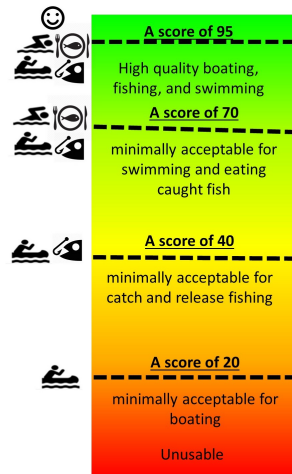 A score of 95
High quality boating,
fishing, and swimming
A score of 70
minimally acceptable for
swimming and eating
caught fish
A score of 40
minimally acceptable for
catch and release fishing
A score of 20
minimally acceptable for
boating
Unusable